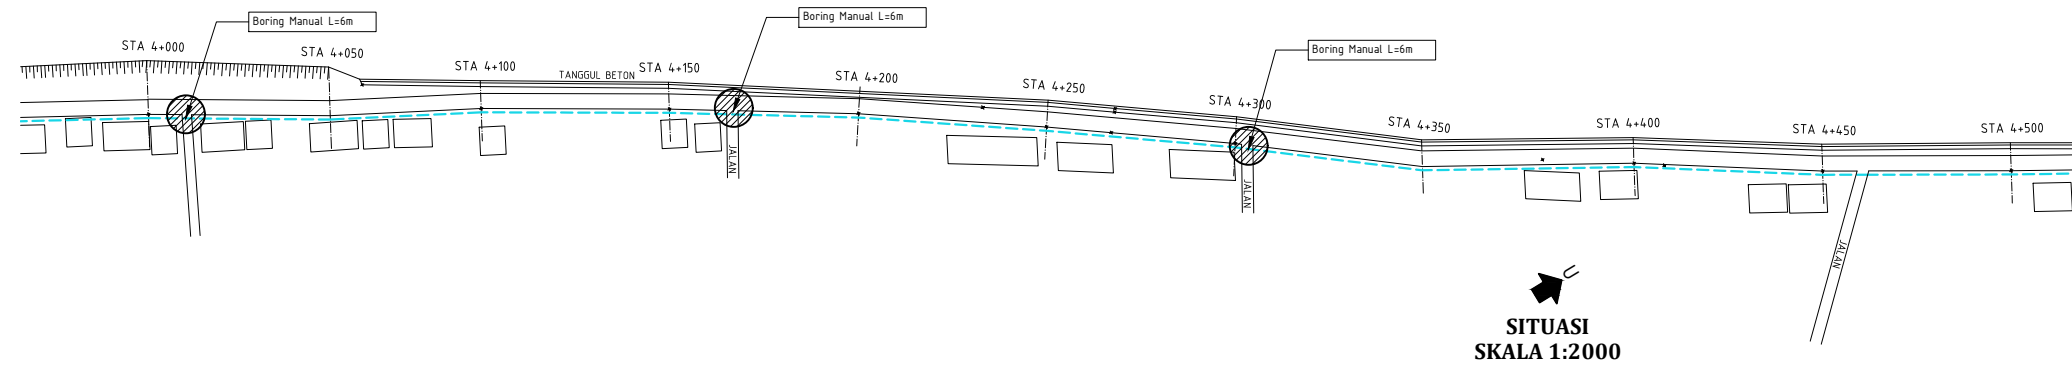 Boring Manual L=6m
Boring Manual L=6m
Boring Manual L=6m
STA 4+000
STA 4+050
STA 4+100
TANGGUL BETON
STA 4+150
STA 4+200
STA 4+250
STA 4+300
STA 4+350
STA 4+400
STA 4+450
STA 4+500
JALAN
JALAN
JALAN
U
SITUASI
SKALA 1:2000